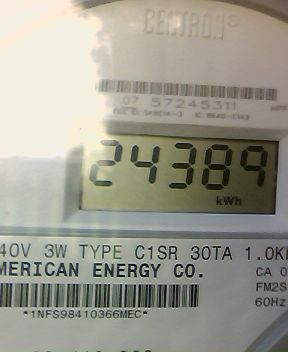 CENTRON®
07 57245311
24389
kWh
40V 3W TYPE C1SR 30TA 1.0K
MERICAN ENERGY CO.
CA 0
FM2S
60Hz
*1NFS98410366MEC*